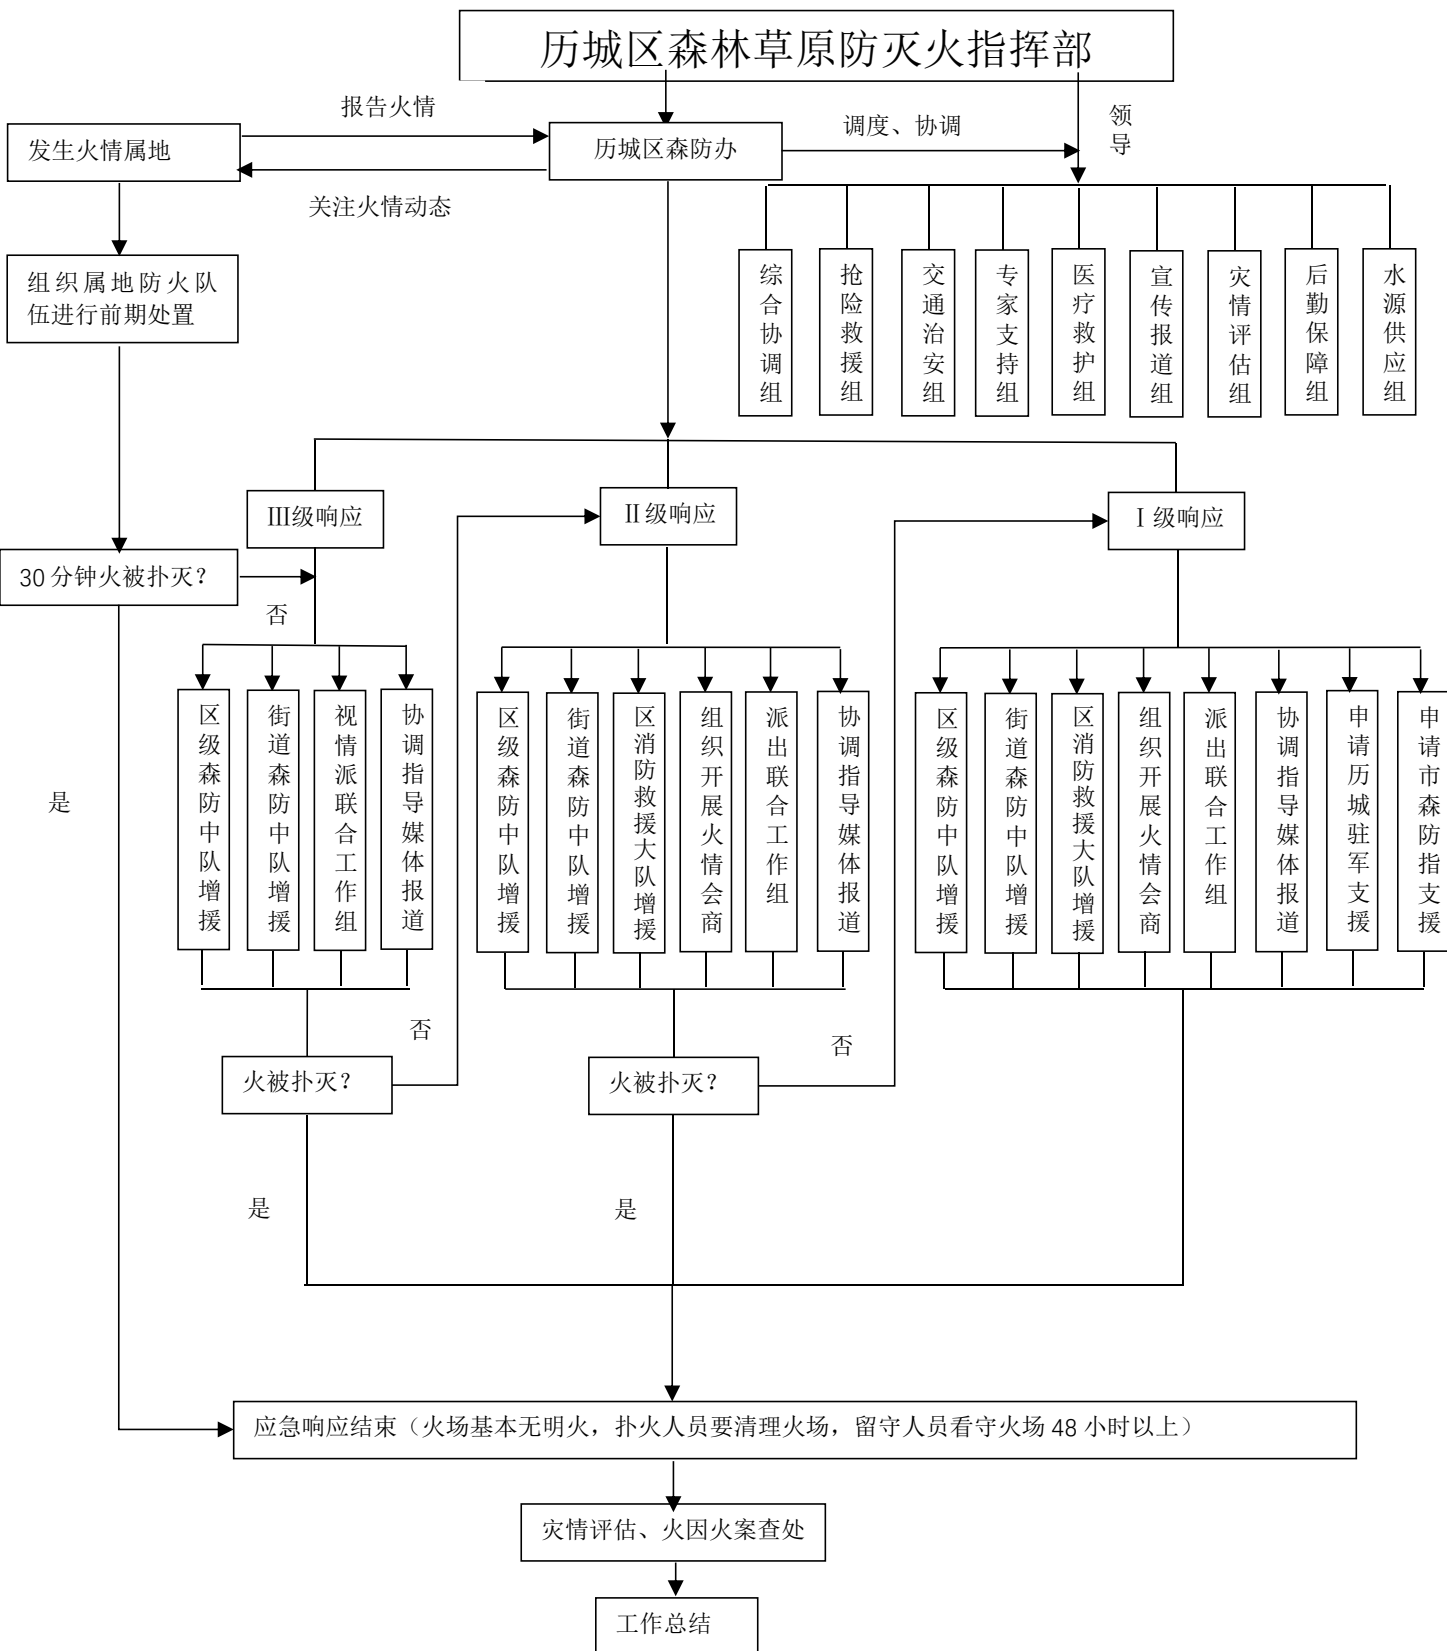 历城区森林草原防灭火指挥部
报告火情
领导
调度、协调
发生火情属地
历城区森防办
关注火情动态
组织属地防火队
伍进行前期处置
综合协调组
抢险救援组
交通治安组
专家支持组
医疗救护组
宣传报道组
灾情评估组
后勤保障组
水源供应组
Ⅲ级响应
Ⅱ级响应
Ⅰ级响应
30分钟火被扑灭？
否
是
区级森防中队增援
街道森防中队增援
视情派联合工作组
协调指导媒体报道
区级森防中队增援
街道森防中队增援
区消防救援大队增援
组织开展火情会商
派出联合工作组
协调指导媒体报道
区级森防中队增援
街道森防中队增援
区消防救援大队增援
组织开展火情会商
派出联合工作组
协调指导媒体报道
申请历城驻军支援
申请市森防指支援
否
否
火被扑灭？
火被扑灭？
是
是
应急响应结束（火场基本无明火，扑火人员要清理火场，留守人员看守火场48小时以上）
灾情评估、火因火案查处
工作总结